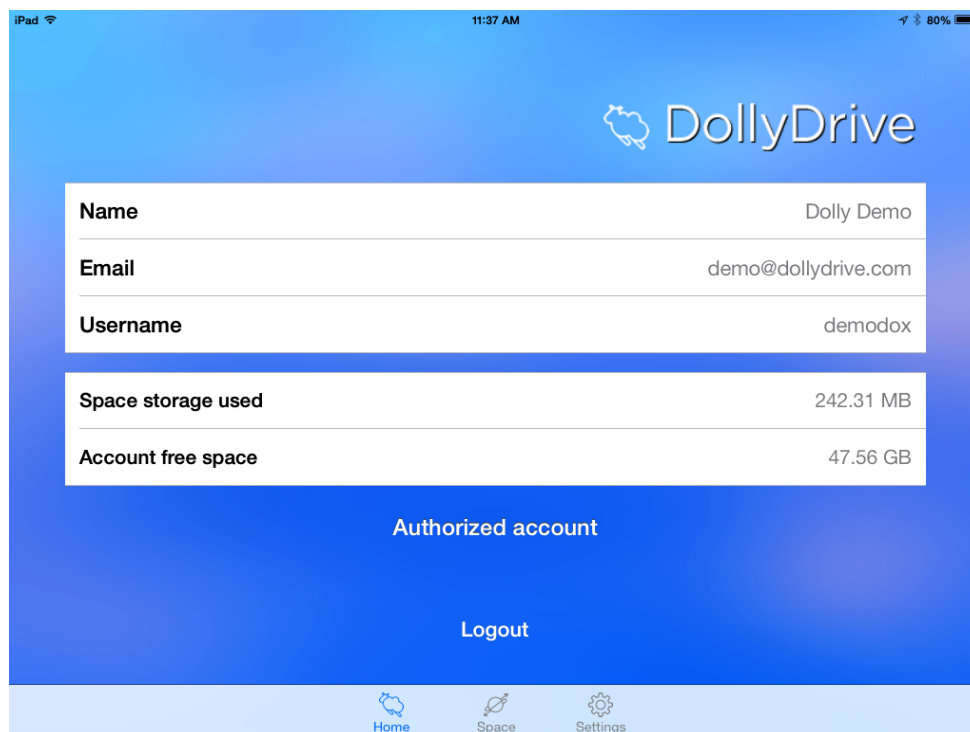 iPad 11:37 AM 80%
DollyDrive
Name Dolly Demo
Email demo@dollydrive.com
Username demodox
Space storage used 242.31 MB
Account free space 47.56 GB
Authorized account
Logout
Home Space Settings